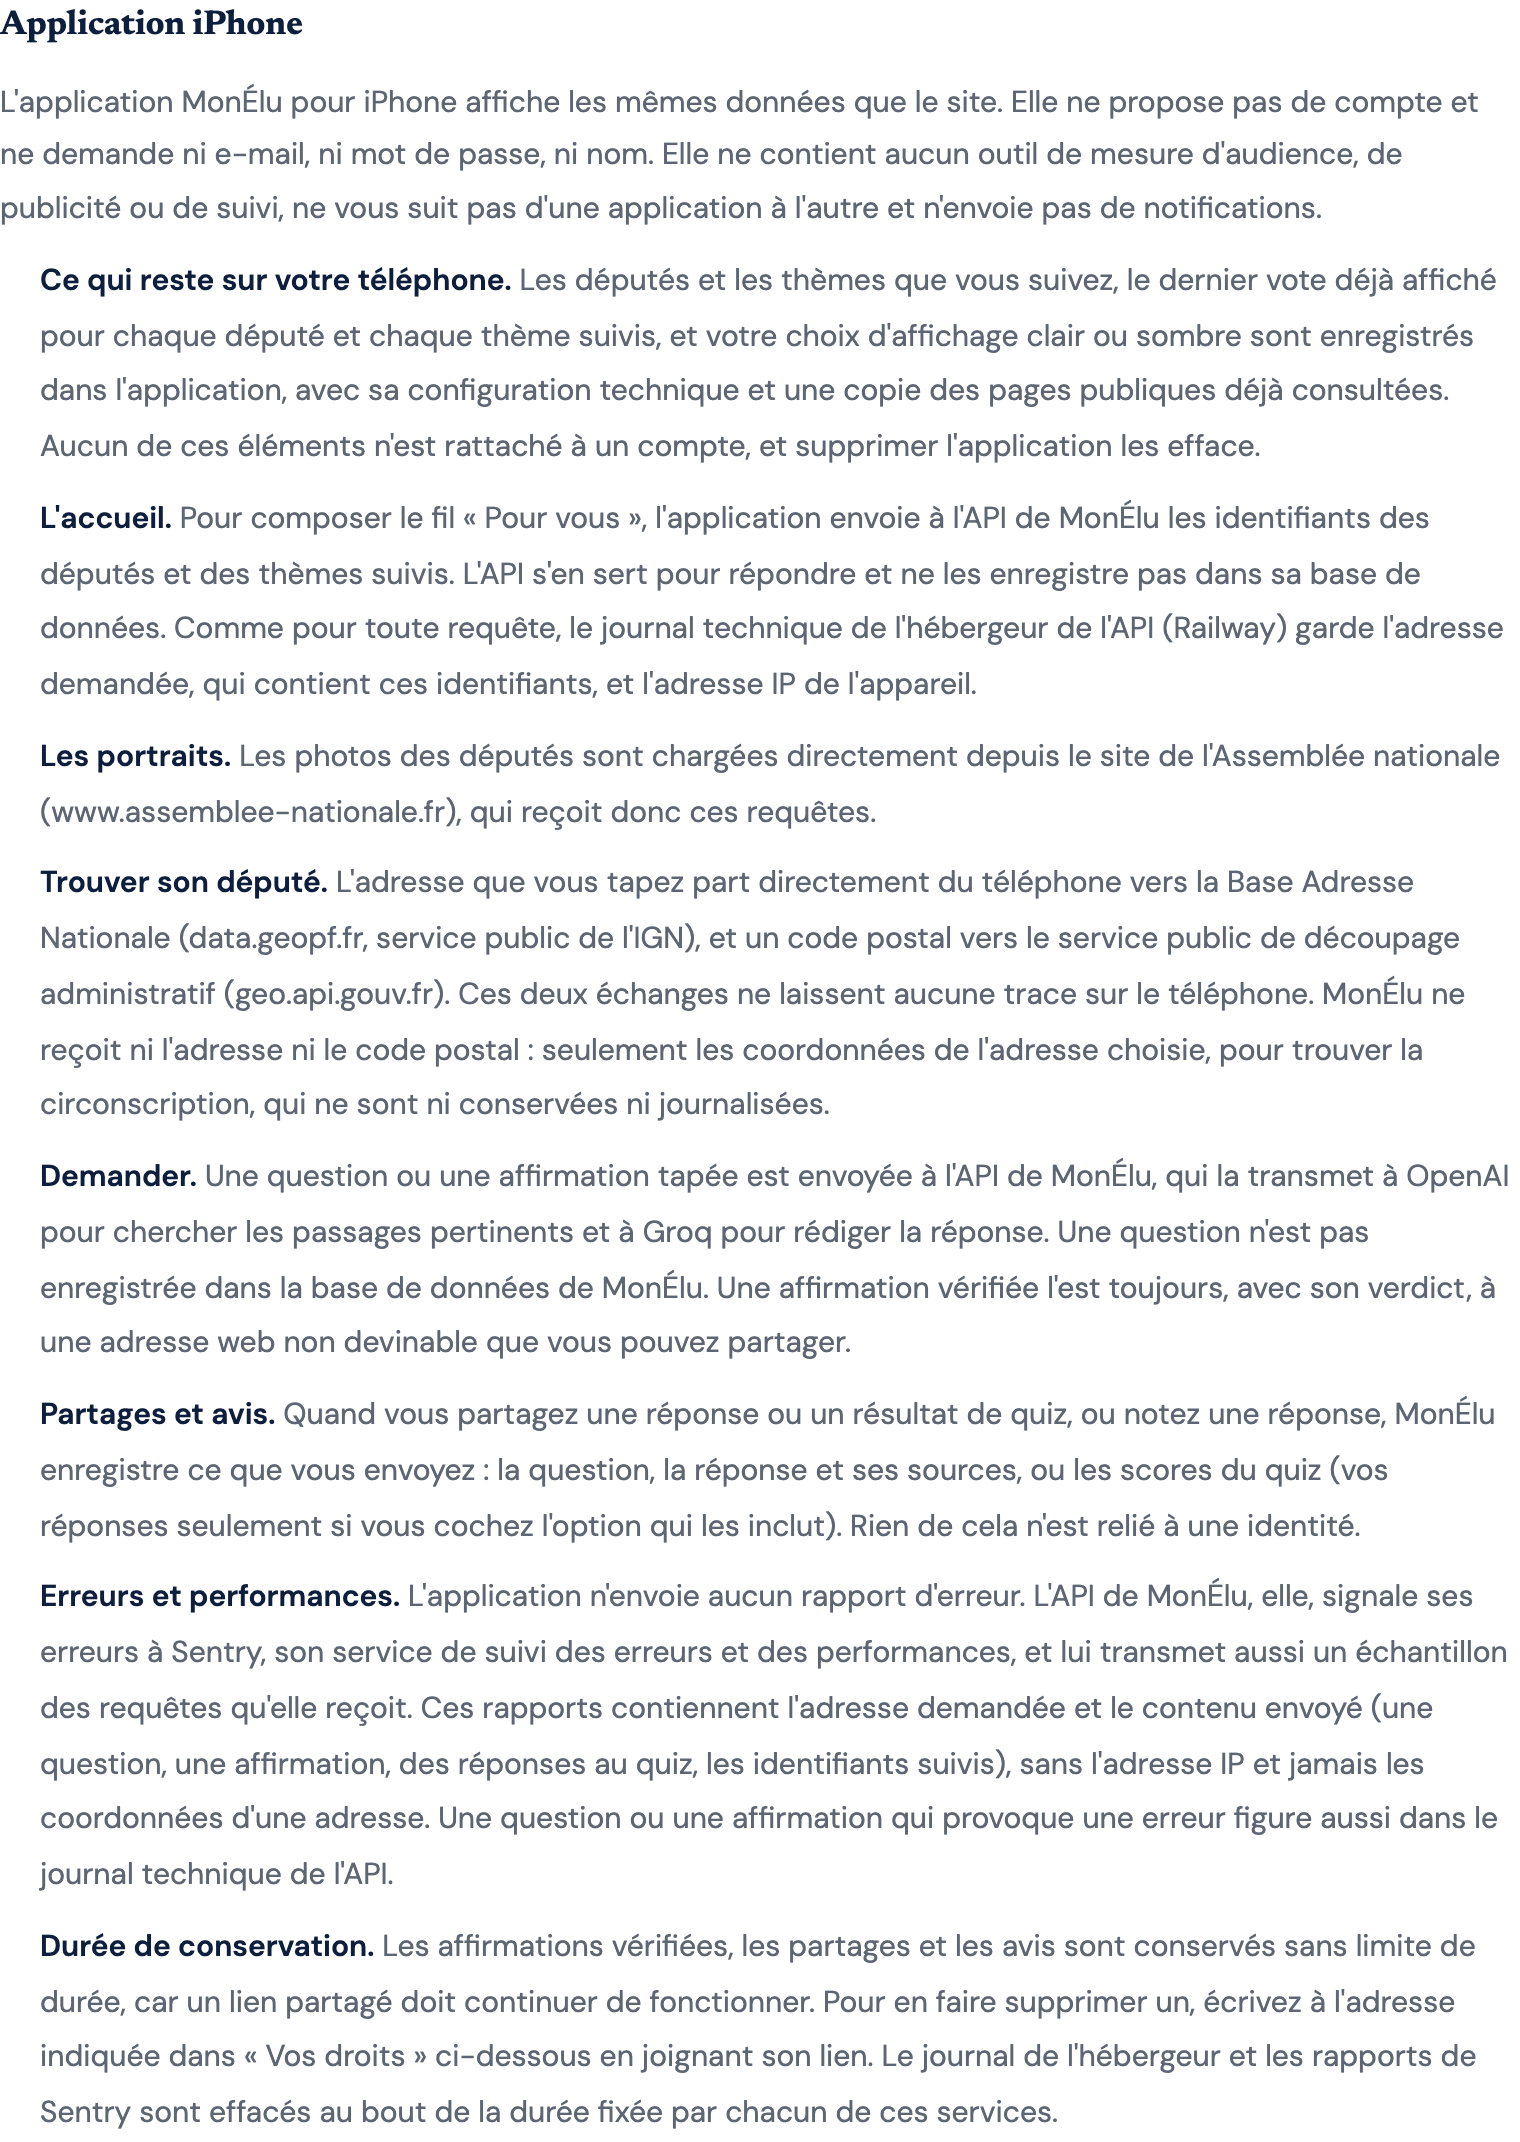 Application iPhone
L'application MonÉlu pour iPhone affiche les mêmes données que le site. Elle ne propose pas de compte et
ne demande ni e-mail, ni mot de passe, ni nom. Elle ne contient aucun outil de mesure d'audience, de
publicité ou de suivi, ne vous suit pas d'une application à l'autre et n'envoie pas de notifications.
Ce qui reste sur votre téléphone. Les députés et les thèmes que vous suivez, le dernier vote déjà affiché
pour chaque député et chaque thème suivis, et votre choix d'affichage clair ou sombre sont enregistrés
dans l'application, avec sa configuration technique et une copie des pages publiques déjà consultées.
Aucun de ces éléments n'est rattaché à un compte, et supprimer l'application les efface.
L'accueil. Pour composer le fil « Pour vous », l'application envoie à l'API de MonÉlu les identifiants des
députés et des thèmes suivis. L'API s'en sert pour répondre et ne les enregistre pas dans sa base de
données. Comme pour toute requête, le journal technique de l'hébergeur de l'API (Railway) garde l'adresse
demandée, qui contient ces identifiants, et l'adresse IP de l'appareil.
Les portraits. Les photos des députés sont chargées directement depuis le site de l'Assemblée nationale
(www.assemblee-nationale.fr), qui reçoit donc ces requêtes.
Trouver son député. L'adresse que vous tapez part directement du téléphone vers la Base Adresse
Nationale (data.geopf.fr, service public de l'IGN), et un code postal vers le service public de découpage
administratif (geo.api.gouv.fr). Ces deux échanges ne laissent aucune trace sur le téléphone. MonÉlu ne
reçoit ni l'adresse ni le code postal : seulement les coordonnées de l'adresse choisie, pour trouver la
circonscription, qui ne sont ni conservées ni journalisées.
Demander. Une question ou une affirmation tapée est envoyée à l'API de MonÉlu, qui la transmet à OpenAI
pour chercher les passages pertinents et à Groq pour rédiger la réponse. Une question n'est pas
enregistrée dans la base de données de MonÉlu. Une affirmation vérifiée l'est toujours, avec son verdict, à
une adresse web non devinable que vous pouvez partager.
Partages et avis. Quand vous partagez une réponse ou un résultat de quiz, ou notez une réponse, MonÉlu
enregistre ce que vous envoyez : la question, la réponse et ses sources, ou les scores du quiz (vos
réponses seulement si vous cochez l'option qui les inclut). Rien de cela n'est relié à une identité.
Erreurs et performances. L'application n'envoie aucun rapport d'erreur. L'API de MonÉlu, elle, signale ses
erreurs à Sentry, son service de suivi des erreurs et des performances, et lui transmet aussi un échantillon
des requêtes qu'elle reçoit. Ces rapports contiennent l'adresse demandée et le contenu envoyé (une
question, une affirmation, des réponses au quiz, les identifiants suivis), sans l'adresse IP et jamais les
coordonnées d'une adresse. Une question ou une affirmation qui provoque une erreur figure aussi dans le
journal technique de l'API.
Durée de conservation. Les affirmations vérifiées, les partages et les avis sont conservés sans limite de
durée, car un lien partagé doit continuer de fonctionner. Pour en faire supprimer un, écrivez à l'adresse
indiquée dans « Vos droits » ci-dessous en joignant son lien. Le journal de l'hébergeur et les rapports de
Sentry sont effacés au bout de la durée fixée par chacun de ces services.